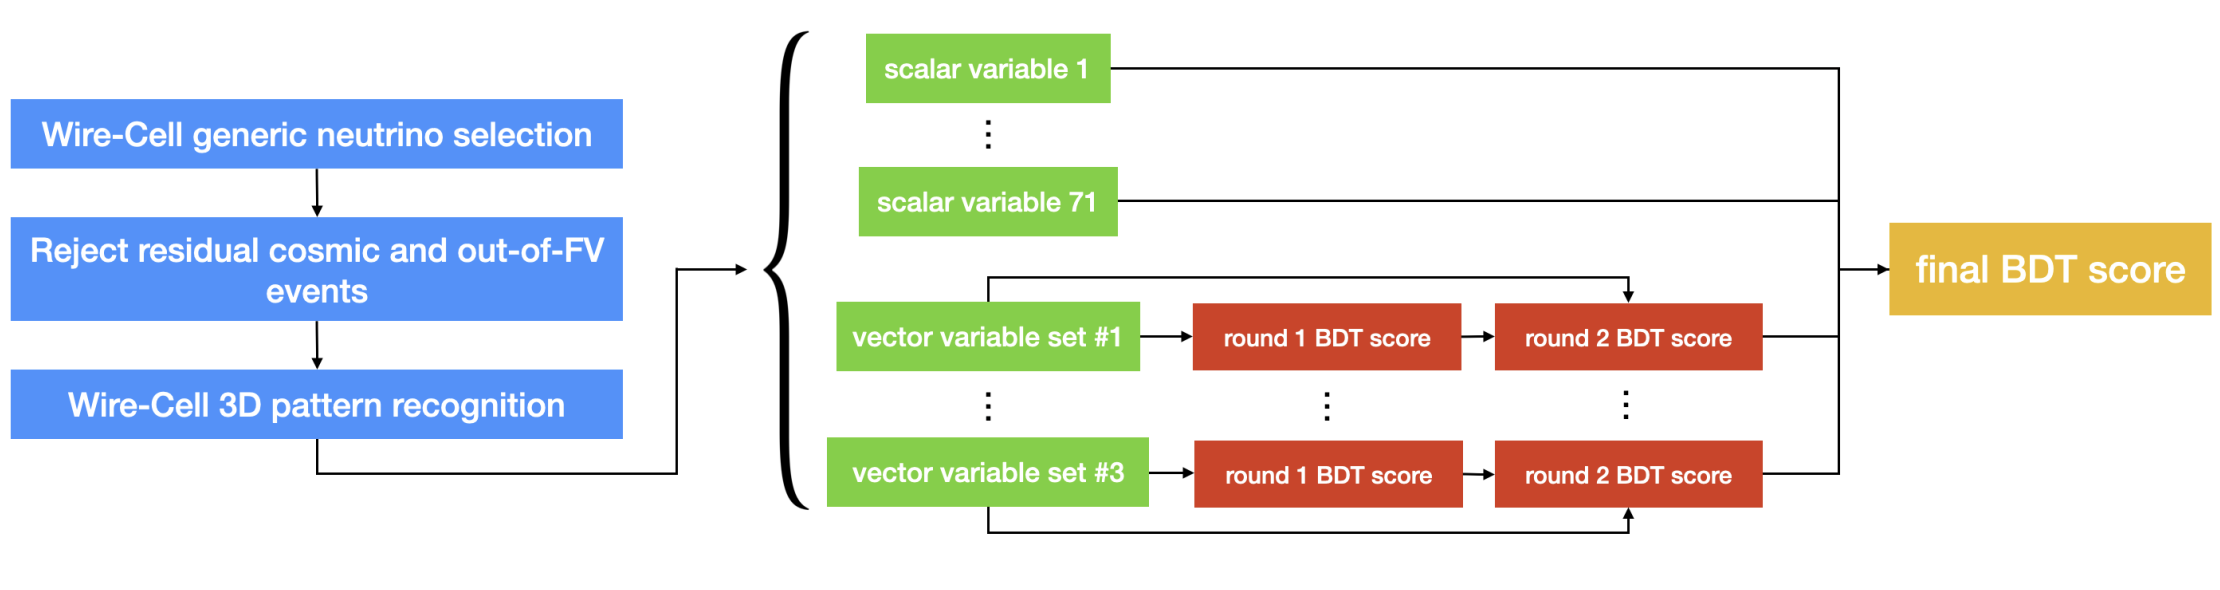 Wire-Cell generic neutrino selection
Reject residual cosmic and out-of-FV
events
Wire-Cell 3D pattern recognition
scalar variable 1
scalar variable 71
vector variable set #1
round 1 BDT score
round 2 BDT score
vector variable set #3
round 1 BDT score
round 2 BDT score
final BDT score